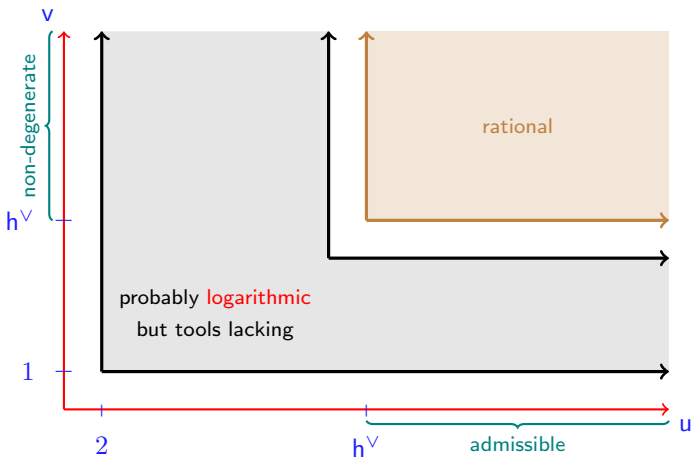 v
non-degenerate
rational
h∨
probably logarithmic
but tools lacking
1
u
2
h∨
admissible